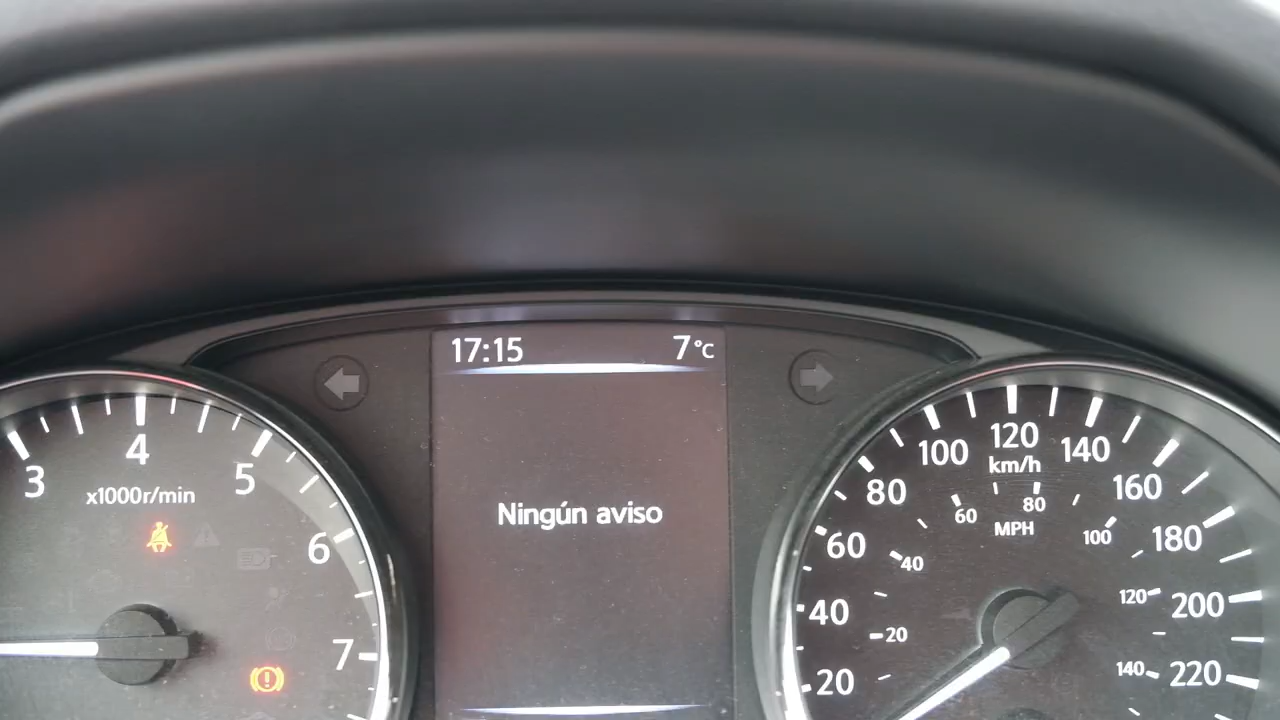 17:15 7°C
Ningún aviso
3 4 5 6 7
x1000r/min
20 40 60 80 100 120 140 160 180 200 220
km/h
20 40 60 80 100 120 140
MPH